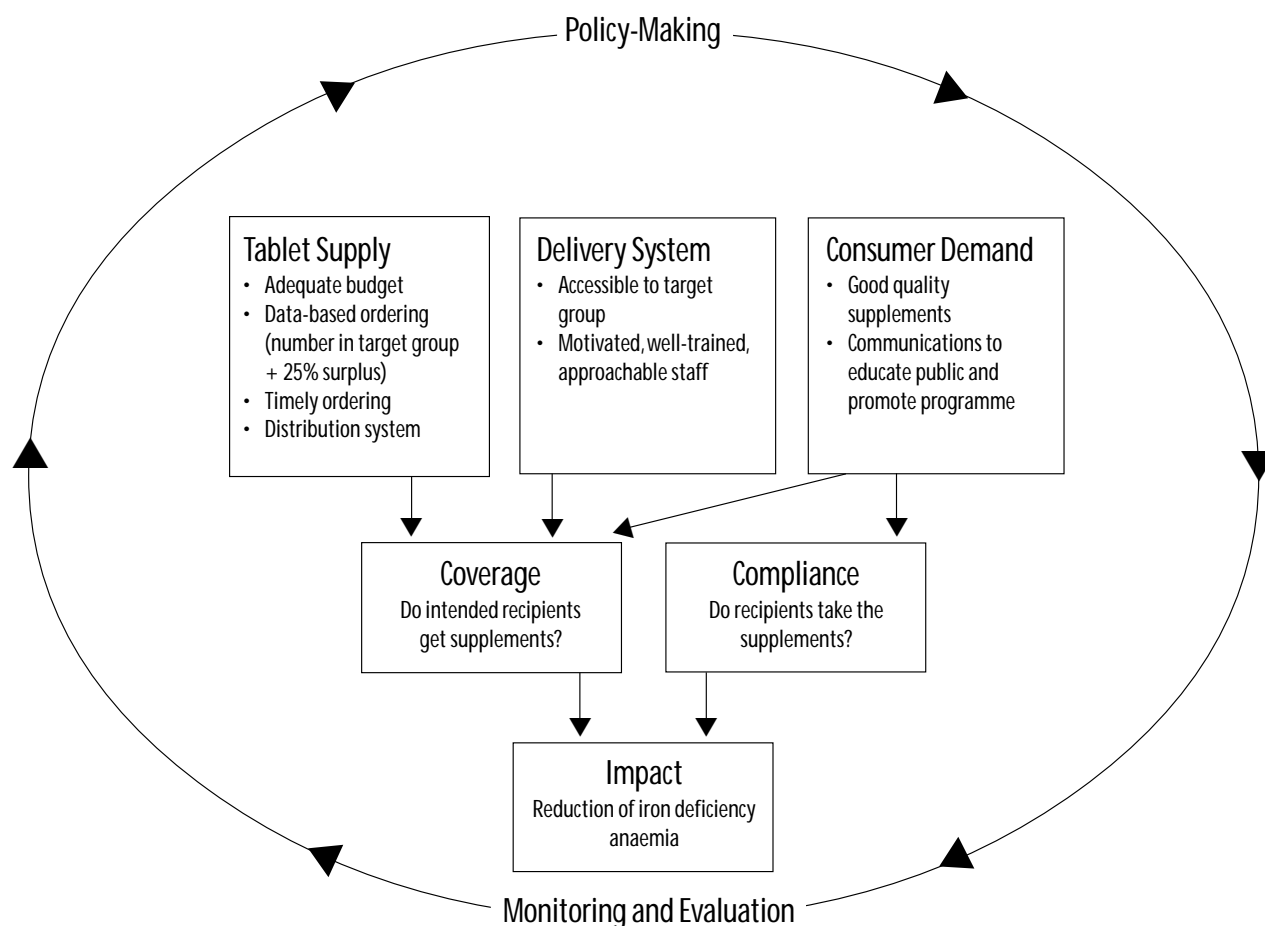 Policy-Making
Tablet Supply
• Adequate budget
• Data-based ordering
(number in target group
+ 25% surplus)
• Timely ordering
• Distribution system
Delivery System
• Accessible to target
group
• Motivated, well-trained,
approachable staff
Consumer Demand
• Good quality
supplements
• Communications to
educate public and
promote programme
Coverage
Do intended recipients
get supplements?
Compliance
Do recipients take the
supplements?
Impact
Reduction of iron deficiency
anaemia
Monitoring and Evaluation